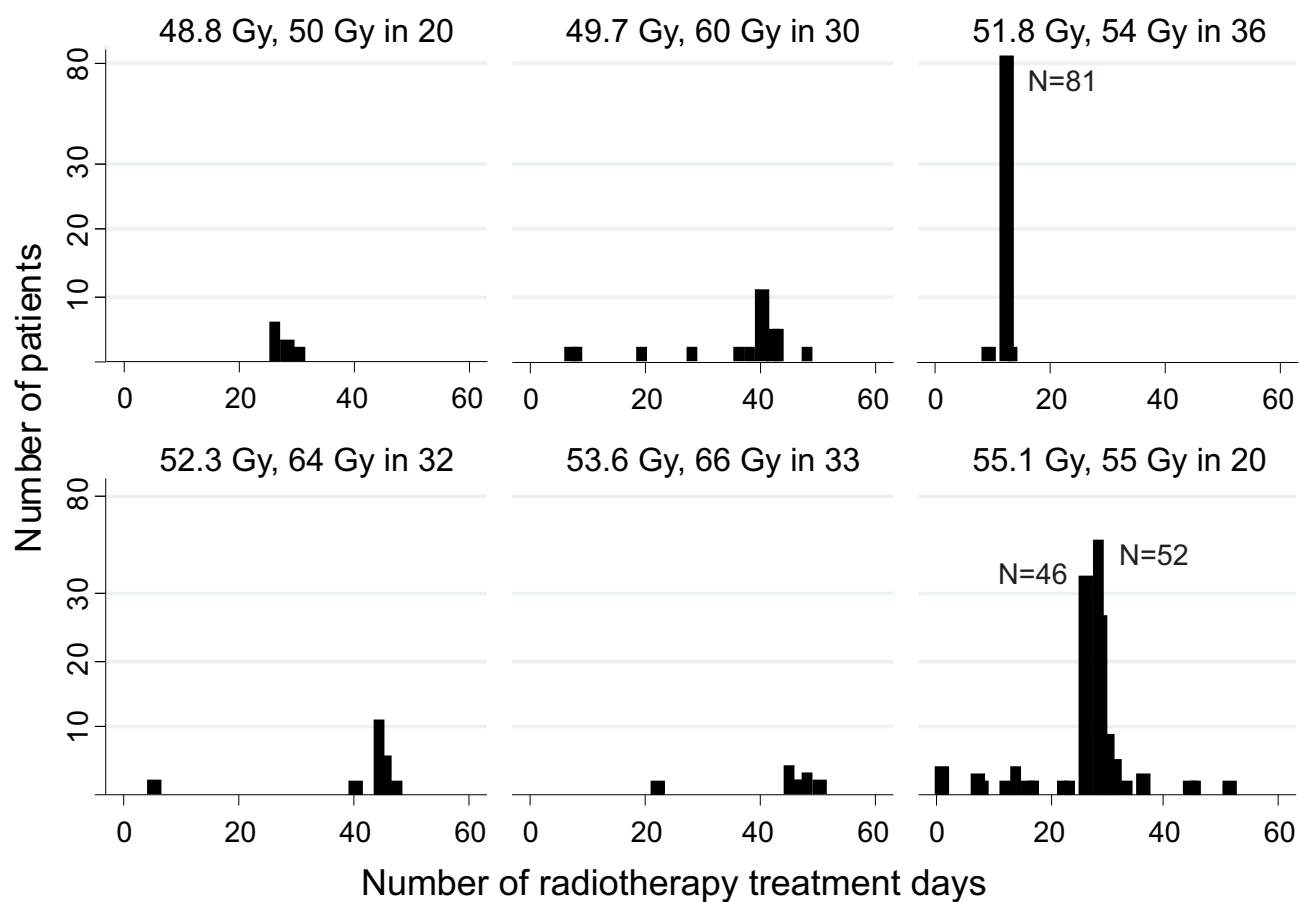 48.8 Gy, 50 Gy in 20
49.7 Gy, 60 Gy in 30
51.8 Gy, 54 Gy in 36
80
30
20
10
N=81
0 20 40 60
0 20 40 60
0 20 40 60
Number of patients
52.3 Gy, 64 Gy in 32
53.6 Gy, 66 Gy in 33
55.1 Gy, 55 Gy in 20
80
30
20
10
N=46
N=52
0 20 40 60
0 20 40 60
0 20 40 60
Number of radiotherapy treatment days